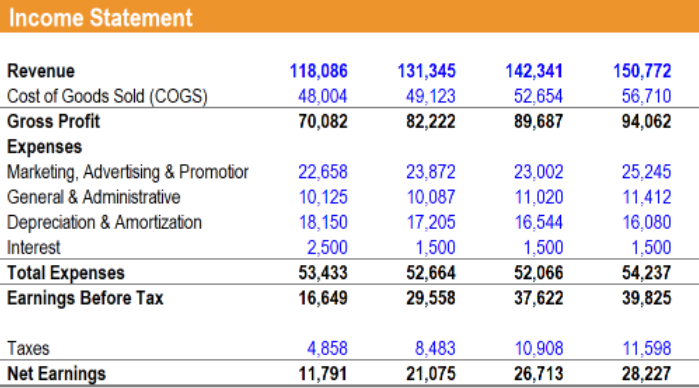 Income Statement
Revenue 118,086 131,345 142,341 150,772
Cost of Goods Sold (COGS) 48,004 49,123 52,654 56,710
Gross Profit 70,082 82,222 89,687 94,062
Expenses
Marketing, Advertising & Promotior 22,658 23,872 23,002 25,245
General & Administrative 10,125 10,087 11,020 11,412
Depreciation & Amortization 18,150 17,205 16,544 16,080
Interest 2,500 1,500 1,500 1,500
Total Expenses 53,433 52,664 52,066 54,237
Earnings Before Tax 16,649 29,558 37,622 39,825
Taxes 4,858 8,483 10,908 11,598
Net Earnings 11,791 21,075 26,713 28,227